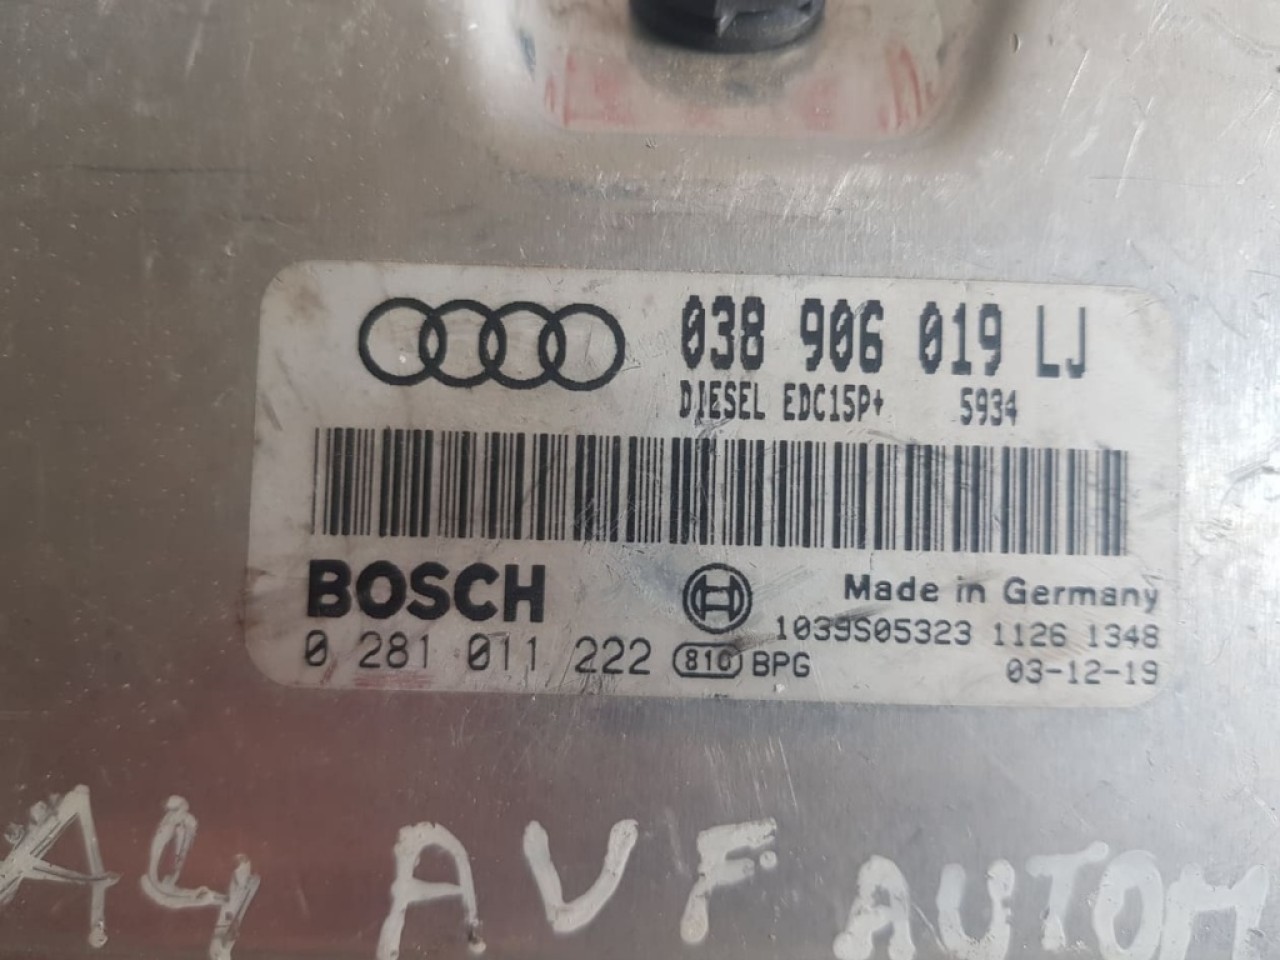 038 906 019 LJ
DIESEL EDC15P+ 5934
BOSCH
Made in Germany
1039S05323 1126 1348
0 281 011 222 810 BPG
03-12-19
A4 AVF AUTOM